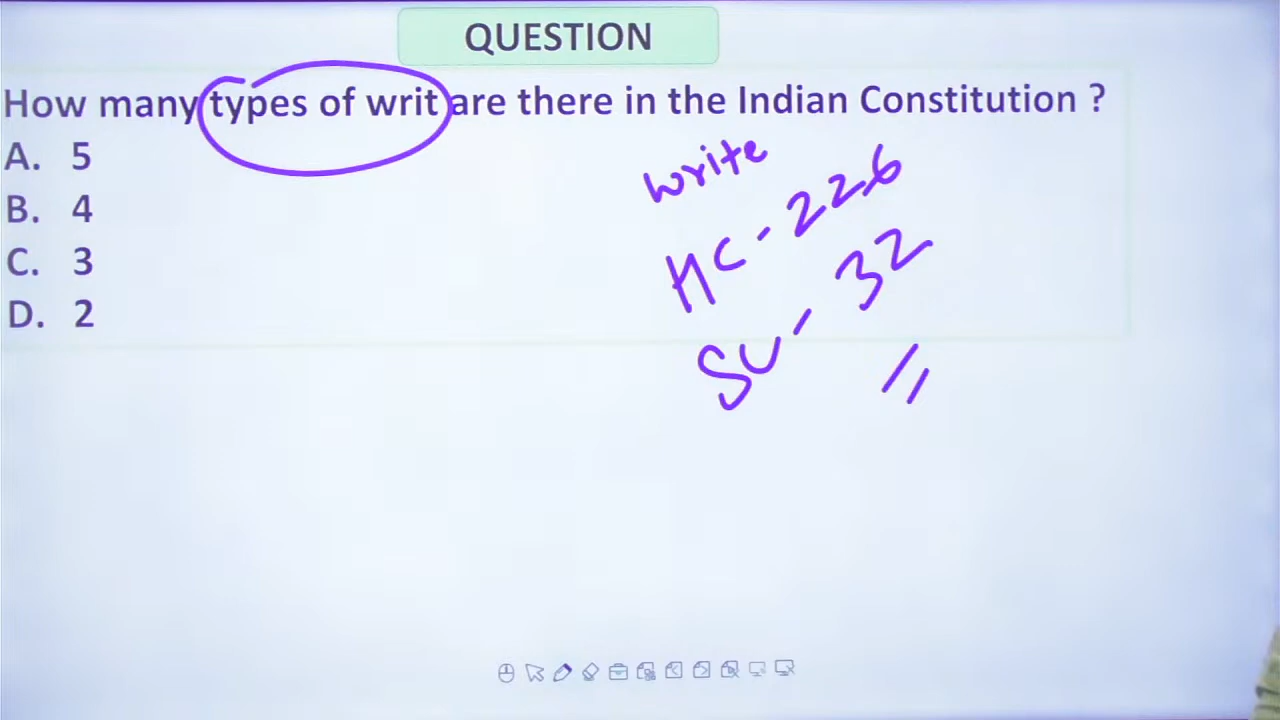 QUESTION
How many types of writ are there in the Indian Constitution ?
A. 5
B. 4
C. 3
D. 2
write
HC - 226
SC - 32